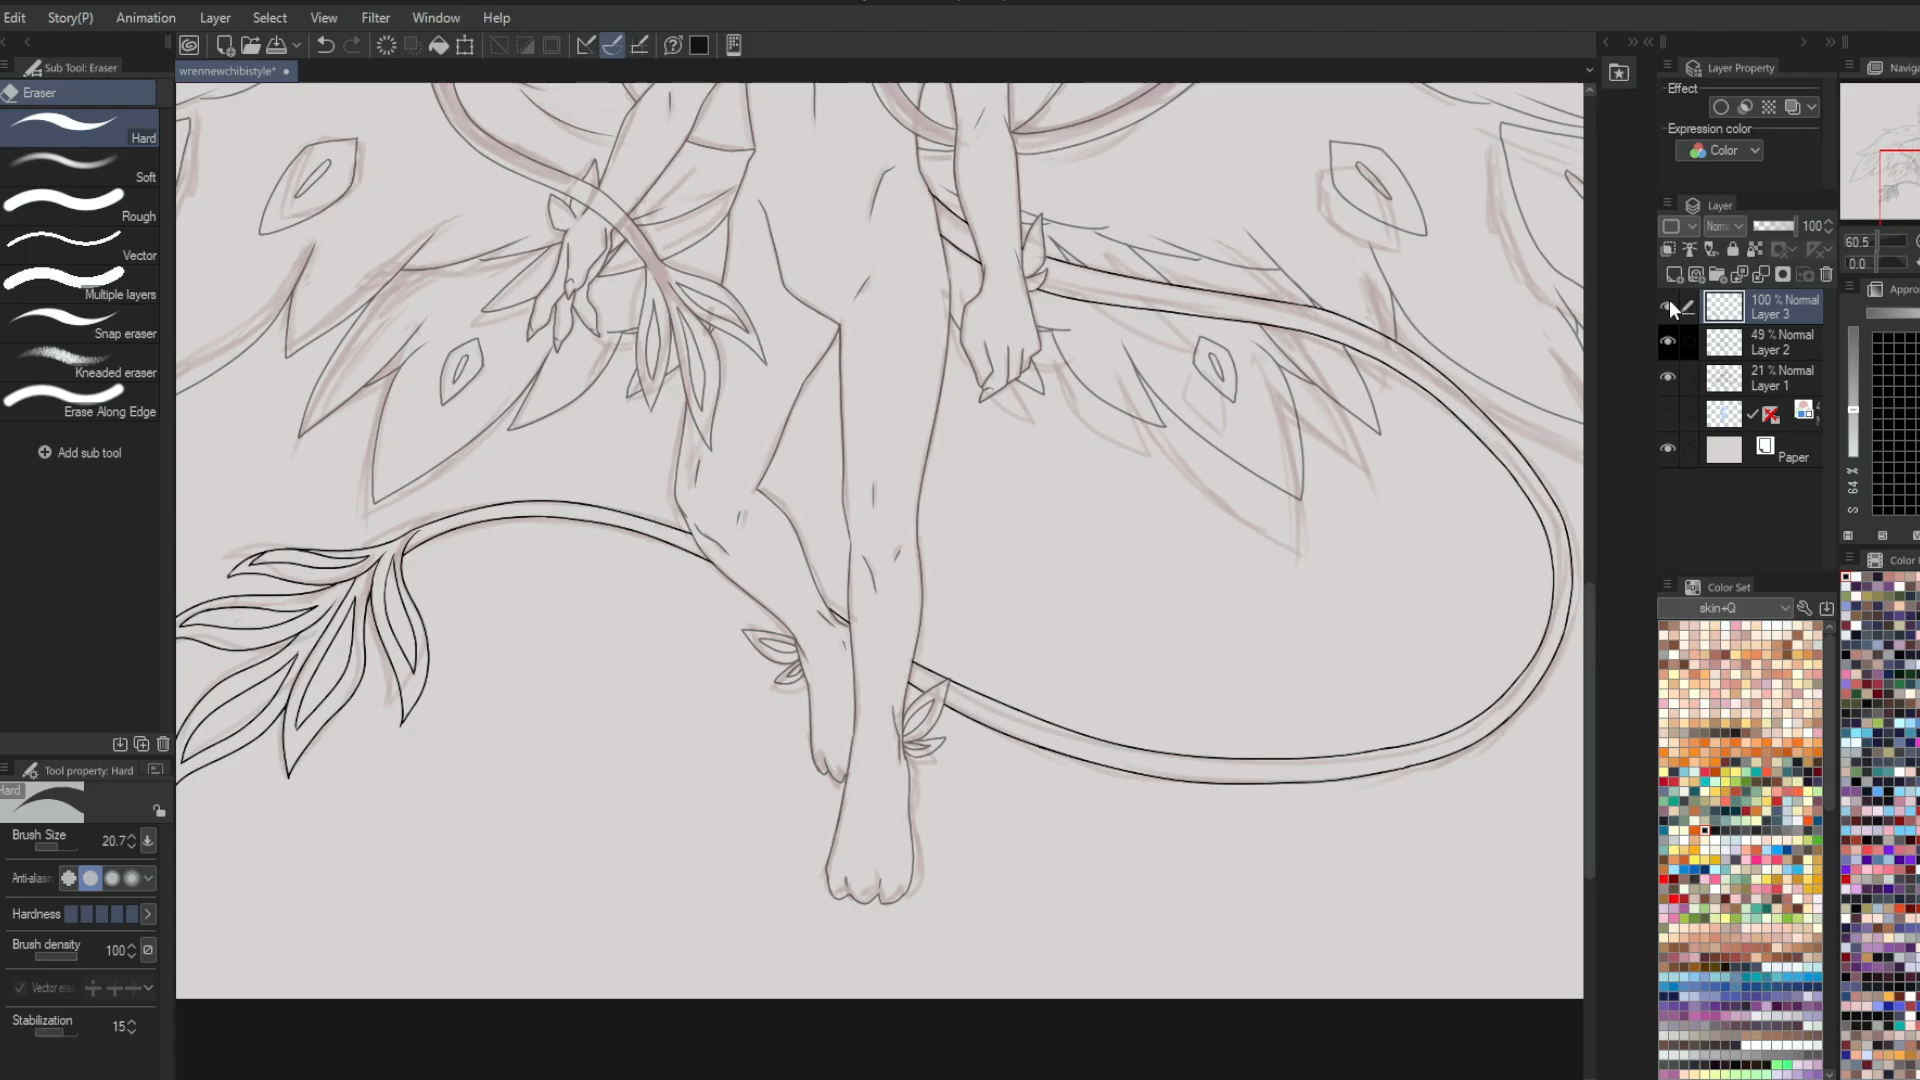 Edit Story(P) Animation Layer Select View Filter Window Help
Sub Tool: Eraser
wrennewchibistyle*
Eraser
Hard
Soft
Rough
Vector
Multiple layers
Snap eraser
Kneaded eraser
Erase Along Edge
Add sub tool
Tool property: Hard
Hard
Brush Size 20.7
Hardness
Brush density 100
Stabilization 15
Layer Property
Effect
Expression color
Color
Layer
100
100 % Normal
Layer 3
49 % Normal
Layer 2
21 % Normal
Layer 1
Paper
Color Set
skin+Q
60.5
0.0
64
Color